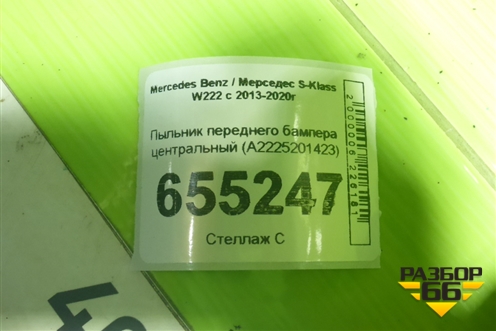 Mercedes Benz / Мерседес S-Klass
W222 с 2013-2020г
Пыльник переднего бампера
центральный (A2225201423)
655247
Стеллаж С
РАЗБОР
66